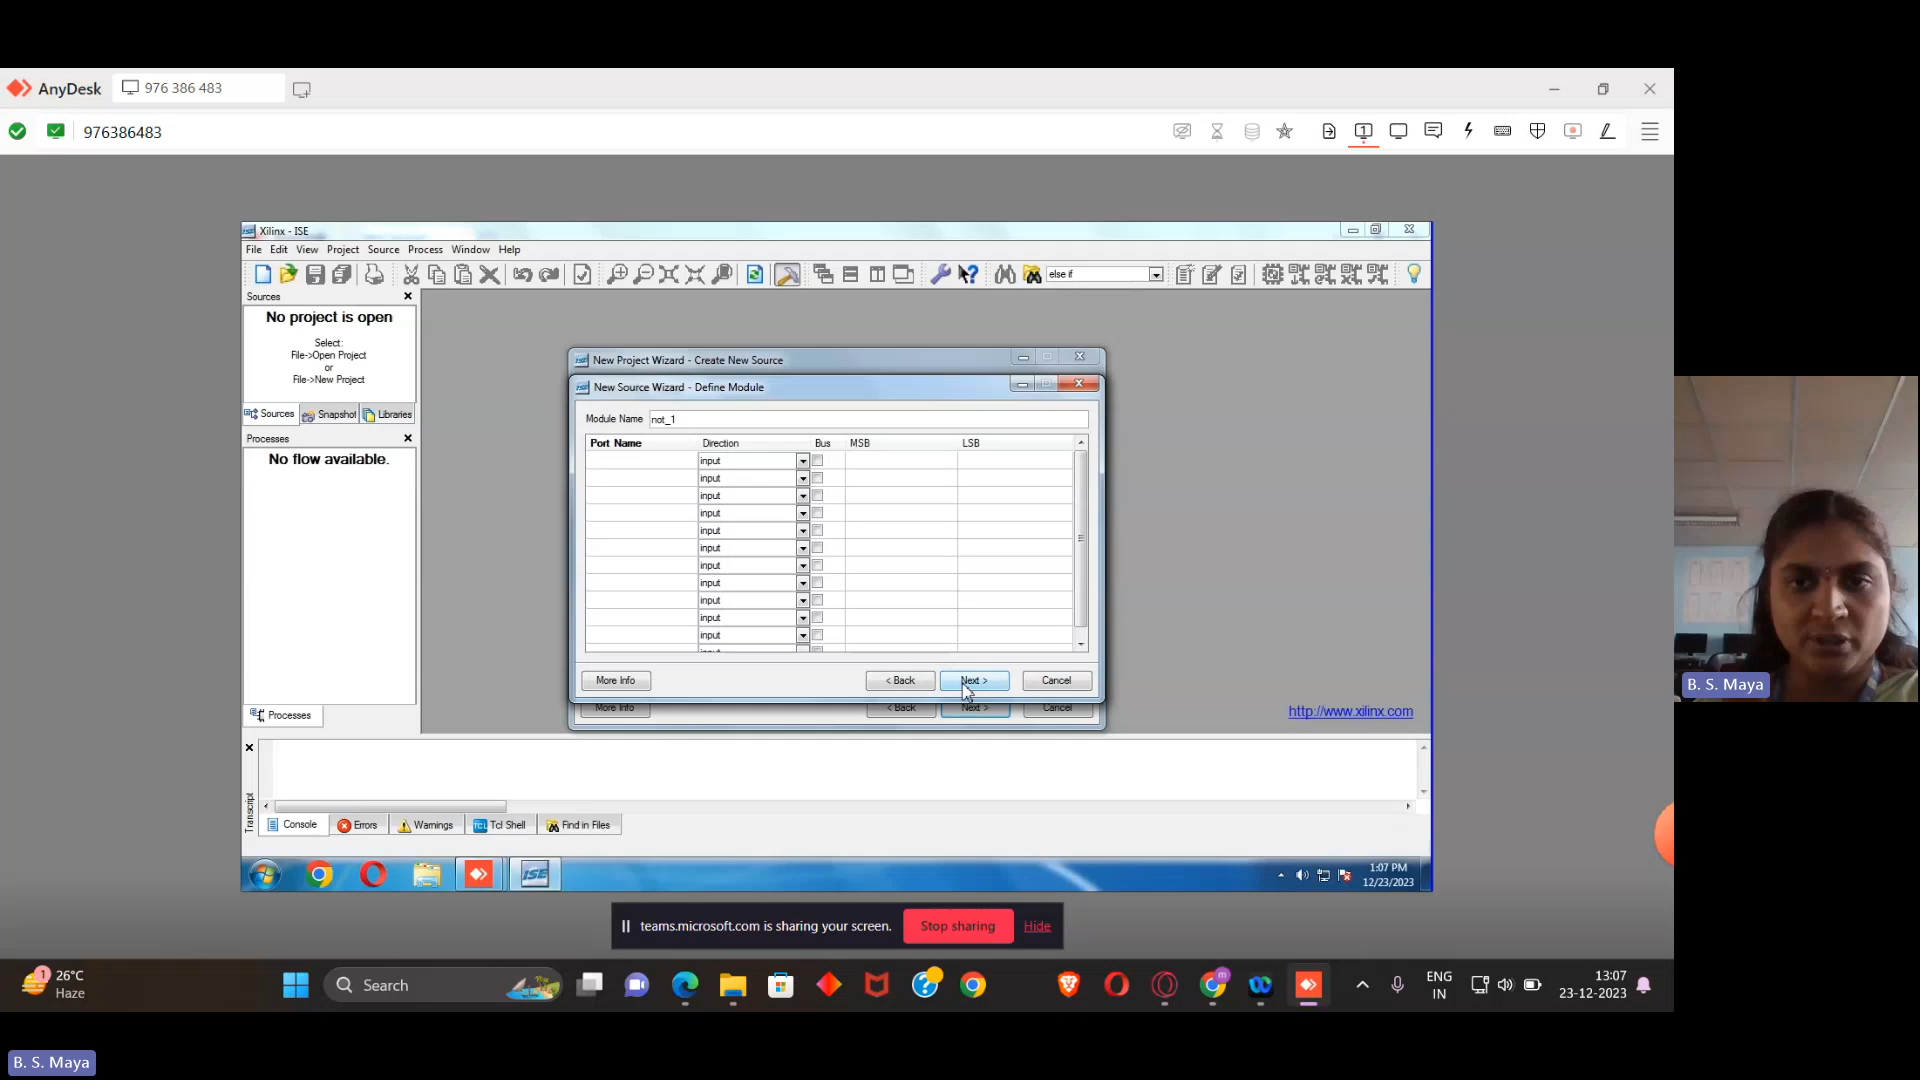 AnyDesk
976 386 483
976386483
1
Xilinx - ISE
File Edit View Project Source Process Window Help
else if
Sources
No project is open
Select:
File->Open Project
or
File->New Project
Sources Snapshot Libraries
Processes
No flow available.
Processes
New Project Wizard - Create New Source
New Source Wizard - Define Module
Module Name not_1
Port Name Direction Bus MSB LSB
input
input
input
input
input
input
input
input
input
input
input
More Info < Back Next > Cancel
More Info < Back Next > Cancel
http://www.xilinx.com
Transcript
Console Errors Warnings TCL Tcl Shell Find in Files
ISE
1:07 PM
12/23/2023
teams.microsoft.com is sharing your screen. Stop sharing Hide
1
26°C
Haze
Search
ENG
IN
13:07
23-12-2023
B. S. Maya
B. S. Maya